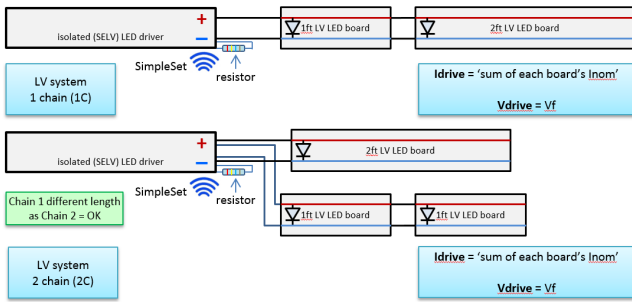 +
isolated (SELV) LED driver
−
1ft LV LED board
2ft LV LED board
SimpleSet
resistor
LV system
1 chain (1C)
Idrive = 'sum of each board's Inom'
Vdrive = Vf
+
isolated (SELV) LED driver
−
2ft LV LED board
SimpleSet
resistor
Chain 1 different length
as Chain 2 = OK
1ft LV LED board
1ft LV LED board
LV system
2 chain (2C)
Idrive = 'sum of each board's Inom'
Vdrive = Vf